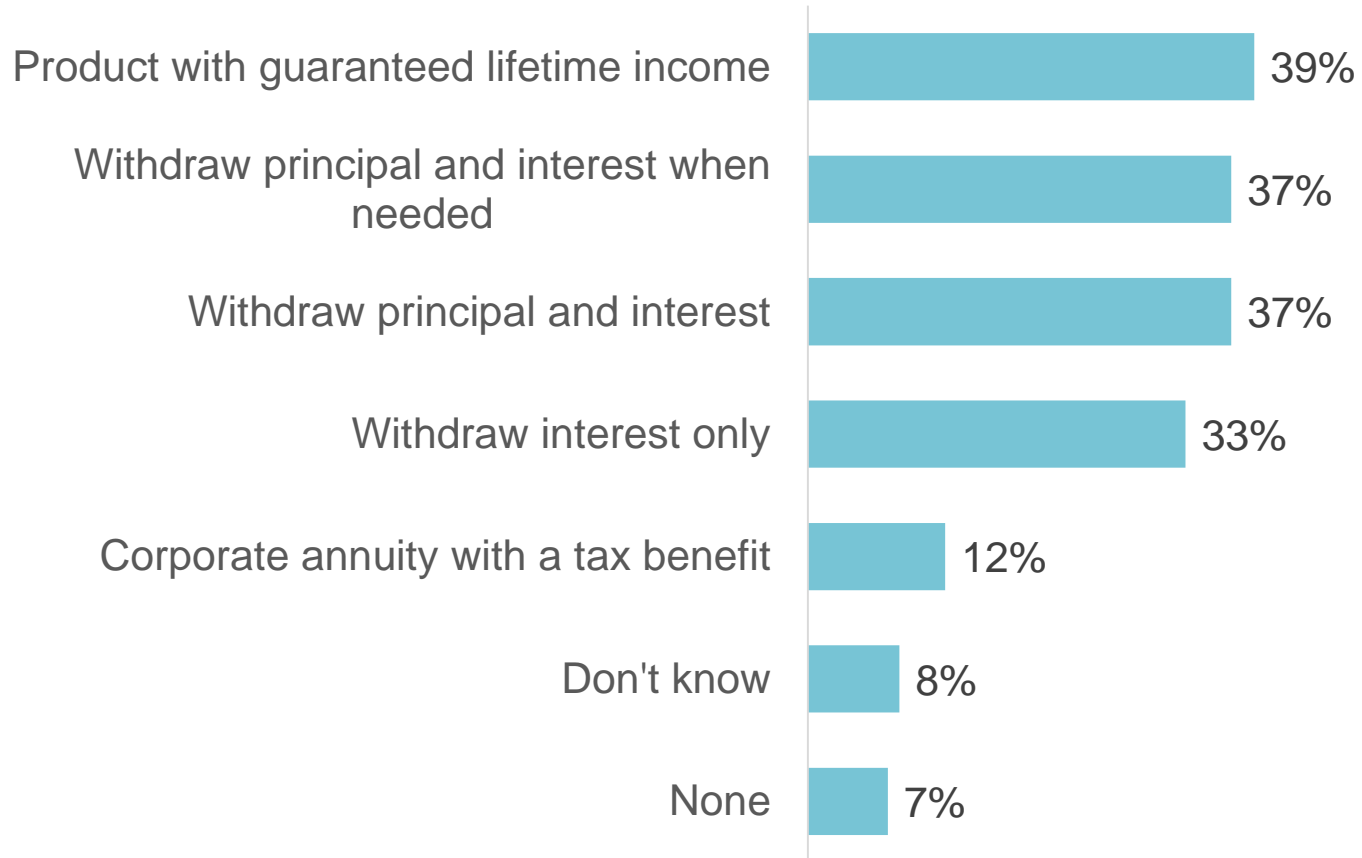 Product with guaranteed lifetime income 39%
Withdraw principal and interest when
needed 37%
Withdraw principal and interest 37%
Withdraw interest only 33%
Corporate annuity with a tax benefit 12%
Don't know 8%
None 7%